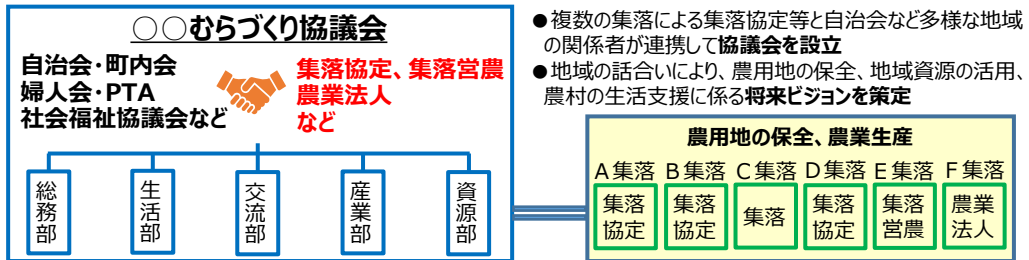 ○○むらづくり協議会
自治会・町内会
婦人会・PTA
社会福祉協議会など
集落協定、集落営農
農業法人
など
総務部
生活部
交流部
産業部
資源部
●複数の集落による集落協定等と自治会など多様な地域
の関係者が連携して協議会を設立
●地域の話合いにより、農用地の保全、地域資源の活用、
農村の生活支援に係る将来ビジョンを策定
農用地の保全、農業生産
A集落 B集落 C集落 D集落 E集落 F集落
集落 集落 集落 集落 集落 農業
協定 協定 協定 営農 法人